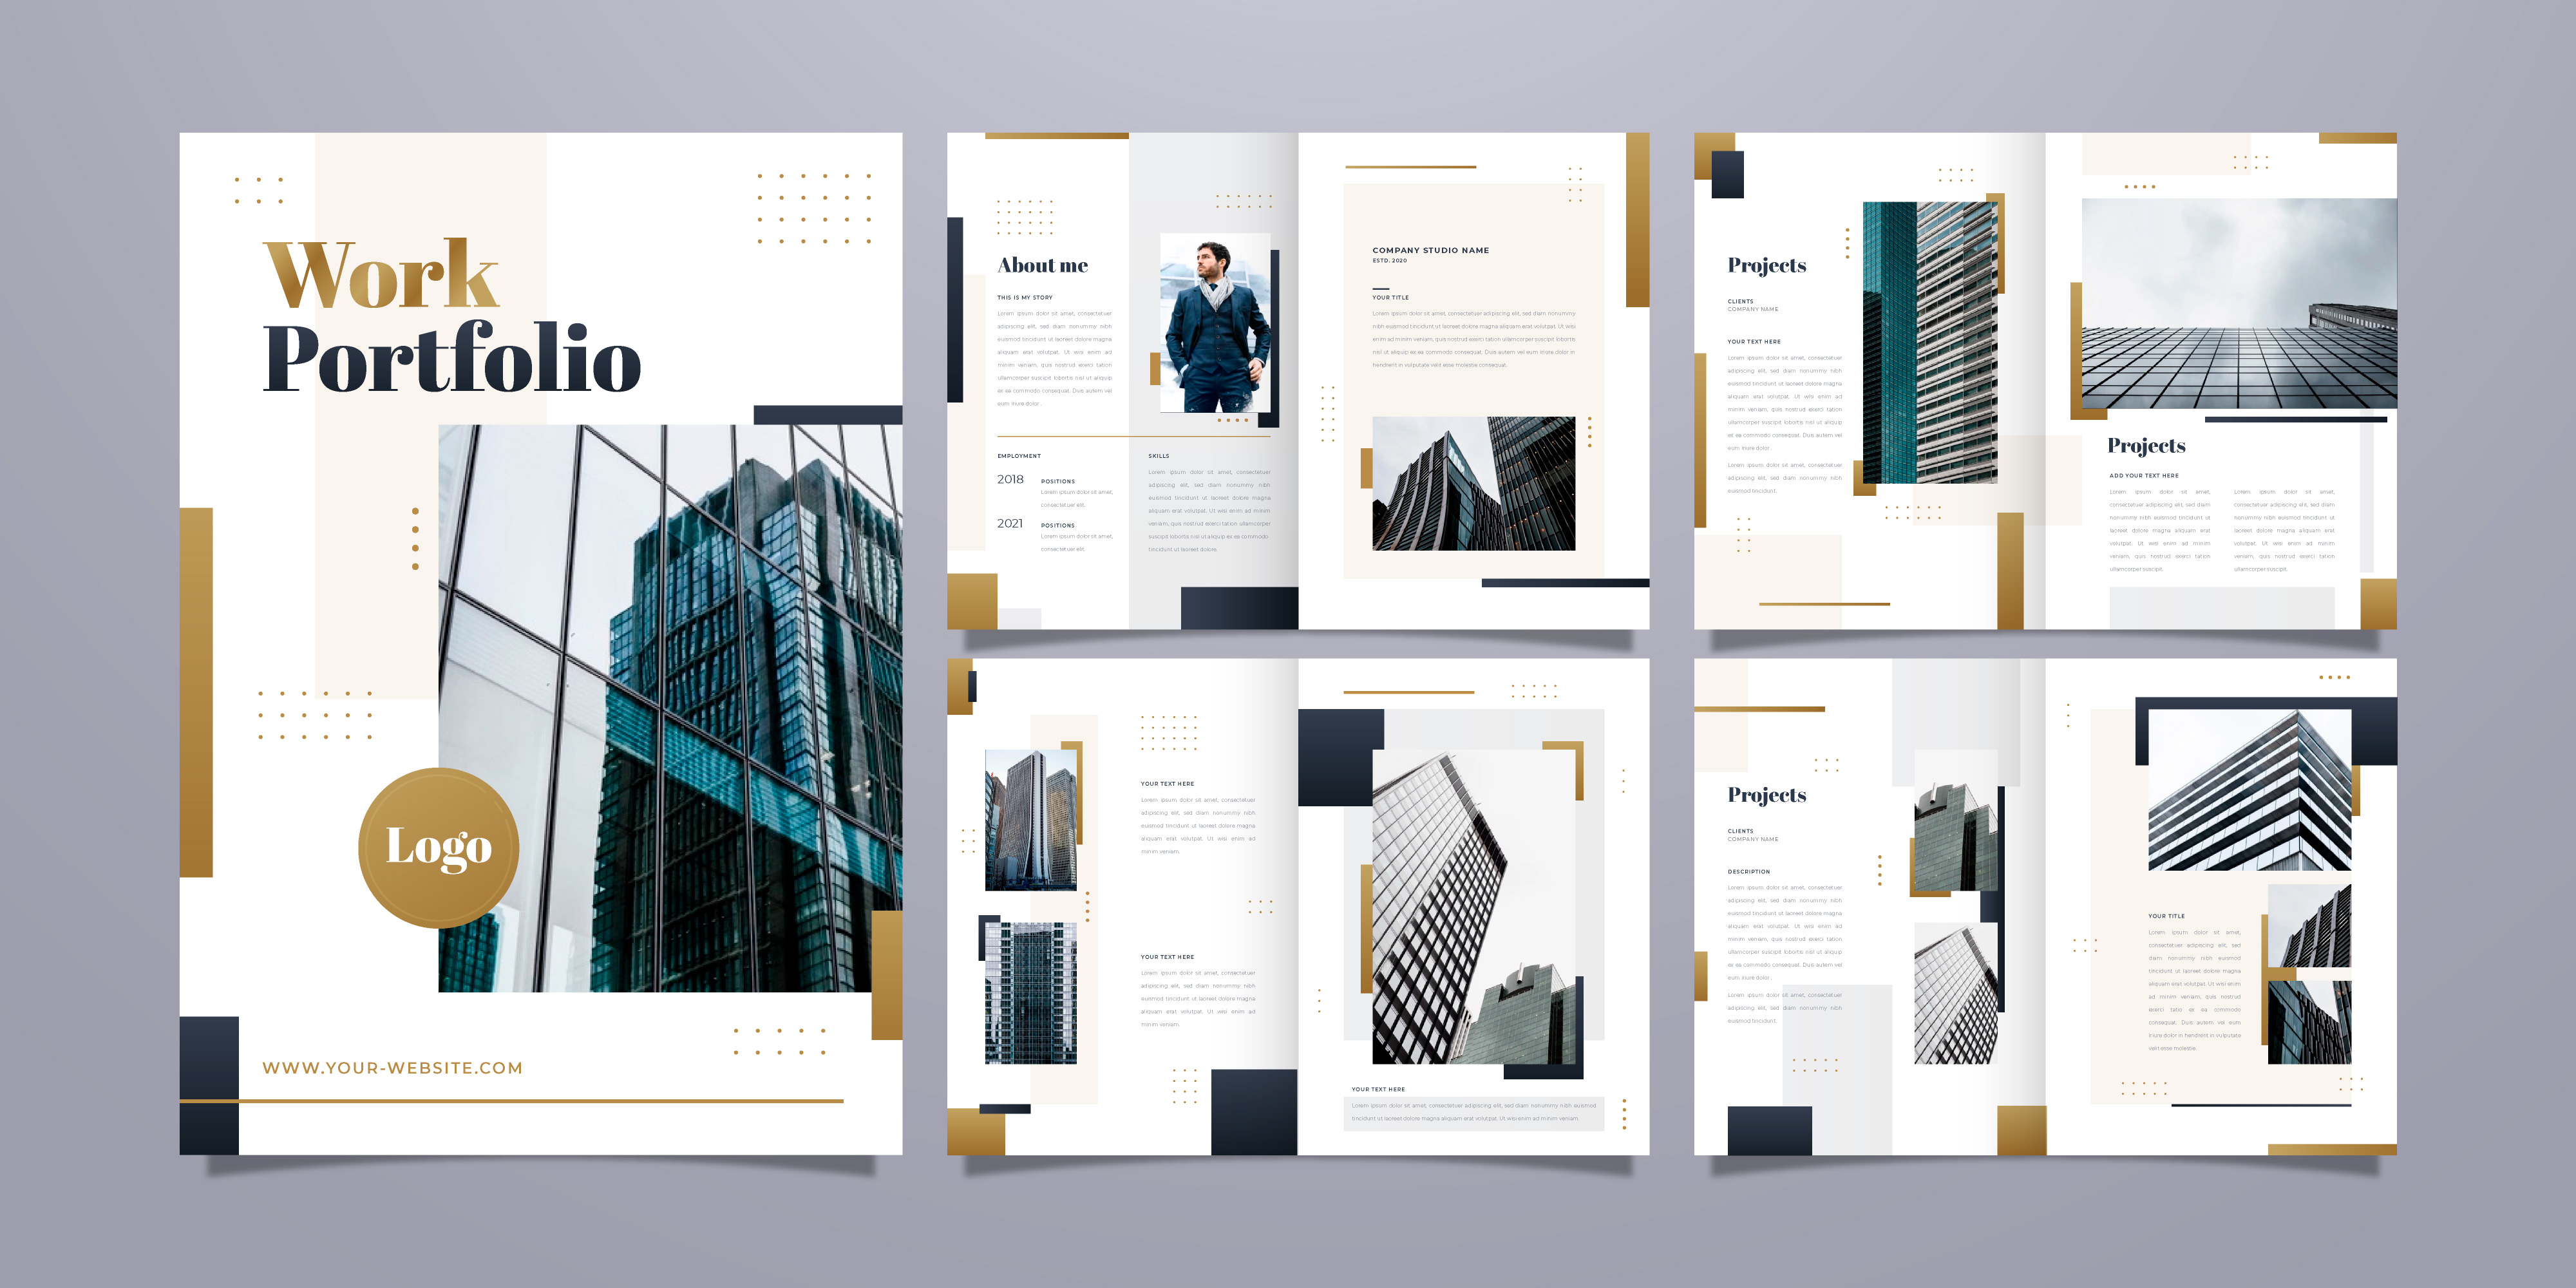 Work
Portfolio
Logo
WWW.YOUR-WEBSITE.COM
About me
THIS IS MY STORY
Lorem ipsum dolor sit amet, consectetuer
adipiscing elit, sed diam nonummy nibh
euismod tincidunt ut laoreet dolore magna
aliquam erat volutpat. Ut wisi enim ad
minim veniam, quis nostrud exerci tation
ullamcorper suscipit lobortis nisl ut aliquip
ex ea commodo consequat. Duis autem vel
eum iriure dolor .
EMPLOYMENT
2018
POSITIONS
Lorem ipsum dolor sit amet,
consectetuer elit.
2021
POSITIONS
Lorem ipsum dolor sit amet,
consectetuer elit.
SKILLS
Lorem ipsum dolor sit amet, consectetuer
adipiscing elit, sed diam nonummy nibh
euismod tincidunt ut laoreet dolore magna
aliquam erat volutpat. Ut wisi enim ad minim
veniam, quis nostrud exerci tation ullamcorper
suscipit lobortis nisl ut aliquip ex ea commodo
tincidunt ut laoreet dolore.
COMPANY STUDIO NAME
ESTD. 2020
YOUR TITLE
Lorem ipsum dolor sit amet, consectetuer adipiscing elit, sed diam nonummy
nibh euismod tincidunt ut laoreet dolore magna aliquam erat volutpat. Ut wisi
enim ad minim veniam, quis nostrud exerci tation ullamcorper suscipit lobortis
nisl ut aliquip ex ea commodo consequat. Duis autem vel eum iriure dolor in
hendrerit in vulputate velit esse molestie consequat.
Projects
CLIENTS
COMPANY NAME
YOUR TEXT HERE
Lorem ipsum dolor sit amet, consectetuer
adipiscing elit, sed diam nonummy nibh
euismod tincidunt ut laoreet dolore magna
aliquam erat volutpat. Ut wisi enim ad
minim veniam, quis nostrud exerci tation
ullamcorper suscipit lobortis nisl ut aliquip
ex ea commodo consequat. Duis autem vel
eum iriure dolor .
Lorem ipsum dolor sit amet, consectetuer
adipiscing elit, sed diam nonummy nibh
euismod tincidunt.
Projects
ADD YOUR TEXT HERE
Lorem ipsum dolor sit amet,
consectetuer adipiscing elit, sed diam
nonummy nibh euismod tincidunt ut
laoreet dolore magna aliquam erat
volutpat. Ut wisi enim ad minim
veniam, quis nostrud exerci tation
ullamcorper suscipit.
Lorem ipsum dolor sit amet,
consectetuer adipiscing elit, sed diam
nonummy nibh euismod tincidunt ut
laoreet dolore magna aliquam erat
volutpat. Ut wisi enim ad minim
veniam, quis nostrud exerci tation
ullamcorper suscipit.
YOUR TEXT HERE
Lorem ipsum dolor sit amet, consectetuer
adipiscing elit, sed diam nonummy nibh
euismod tincidunt ut laoreet dolore magna
aliquam erat volutpat. Ut wisi enim ad
minim veniam.
YOUR TEXT HERE
Lorem ipsum dolor sit amet, consectetuer
adipiscing elit, sed diam nonummy nibh
euismod tincidunt ut laoreet dolore magna
aliquam erat volutpat. Ut wisi enim ad
minim veniam.
YOUR TEXT HERE
Lorem ipsum dolor sit amet, consectetuer adipiscing elit, sed diam nonummy nibh euismod
tincidunt ut laoreet dolore magna aliquam erat volutpat. Ut wisi enim ad minim veniam.
Projects
CLIENTS
COMPANY NAME
DESCRIPTION
Lorem ipsum dolor sit amet, consectetuer
adipiscing elit, sed diam nonummy nibh
euismod tincidunt ut laoreet dolore magna
aliquam erat volutpat. Ut wisi enim ad
minim veniam, quis nostrud exerci tation
ullamcorper suscipit lobortis nisl ut aliquip
ex ea commodo consequat. Duis autem vel
eum iriure dolor .
Lorem ipsum dolor sit amet, consectetuer
adipiscing elit, sed diam nonummy nibh
euismod tincidunt.
YOUR TITLE
Lorem ipsum dolor sit amet,
consectetuer adipiscing elit, sed
diam nonummy nibh euismod
tincidunt ut laoreet dolore magna
aliquam erat volutpat. Ut wisi enim
ad minim veniam, quis nostrud
exerci tatio ex ea commodo
consequat. Duis autem vel eum
iriure dolor in hendrerit in vulputate
velit esse molestie.